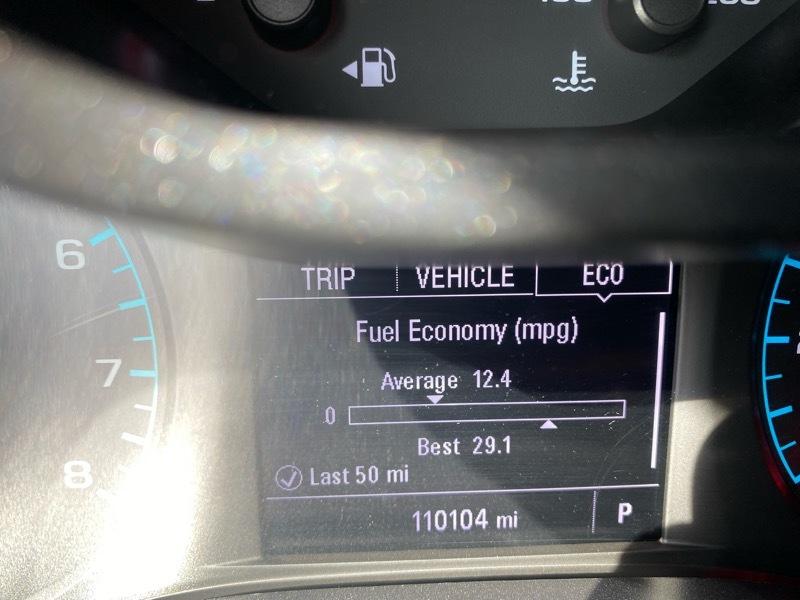 6
7
8
TRIP VEHICLE ECO
Fuel Economy (mpg)
Average 12.4
0
Best 29.1
Last 50 mi
110104 mi P